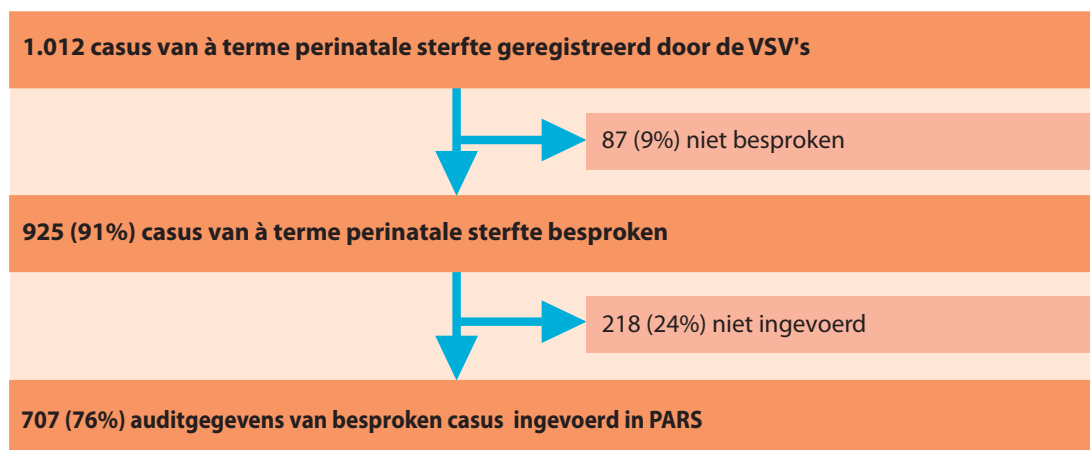 1.012 casus van à terme perinatale sterfte geregistreerd door de VSV's
87 (9%) niet besproken
925 (91%) casus van à terme perinatale sterfte besproken
218 (24%) niet ingevoerd
707 (76%) auditgegevens van besproken casus ingevoerd in PARS